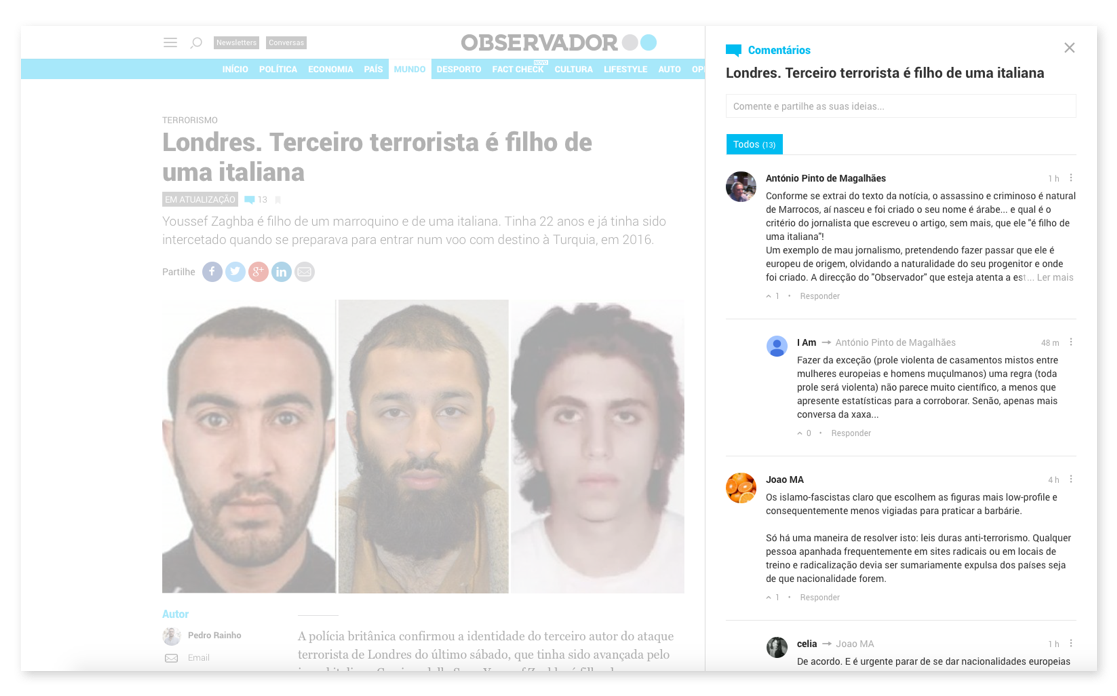 Newsletters
Conversas
OBSERVADOR
INÍCIO
POLÍTICA
ECONOMIA
PAÍS
MUNDO
DESPORTO
FACT CHECK
CULTURA
LIFESTYLE
AUTO
TERRORISMO
Londres. Terceiro terrorista é filho de
uma italiana
EM ATUALIZAÇÃO
13
Youssef Zaghba é filho de um marroquino e de uma italiana. Tinha 22 anos e já tinha sido
intercetado quando se preparava para entrar num voo com destino à Turquia, em 2016.
Partilhe
Autor
Pedro Rainho
Email
A polícia britânica confirmou a identidade do terceiro autor do ataque
terrorista de Londres do último sábado, que tinha sido avançada pelo
Comentários
Londres. Terceiro terrorista é filho de uma italiana
Comente e partilhe as suas ideias...
Todos (13)
António Pinto de Magalhães
1 h
Conforme se extrai do texto da notícia, o assassino e criminoso é natural
de Marrocos, aí nasceu e foi criado o seu nome é árabe... e qual é o
critério do jornalista que escreveu o artigo, sem mais, que ele "é filho de
uma italiana"!
Um exemplo de mau jornalismo, pretendendo fazer passar que ele é
europeu de origem, olvidando a naturalidade do seu progenitor e onde
foi criado. A direcção do "Observador" que esteja atenta a est... Ler mais
1 • Responder
I Am → António Pinto de Magalhães
48 m
Fazer da exceção (prole violenta de casamentos mistos entre
mulheres europeias e homens muçulmanos) uma regra (toda
prole será violenta) não parece muito científico, a menos que
apresente estatísticas para a corroborar. Senão, apenas mais
conversa da xaxa...
0 • Responder
Joao MA
4 h
Os islamo-fascistas claro que escolhem as figuras mais low-profile e
consequentemente menos vigiadas para praticar a barbárie.
Só há uma maneira de resolver isto: leis duras anti-terrorismo. Qualquer
pessoa apanhada frequentemente em sites radicais ou em locais de
treino e radicalização devia ser sumariamente expulsa dos países seja
de que nacionalidade forem.
1 • Responder
celia → Joao MA
1 h
De acordo. E é urgente parar de se dar nacionalidades europeias